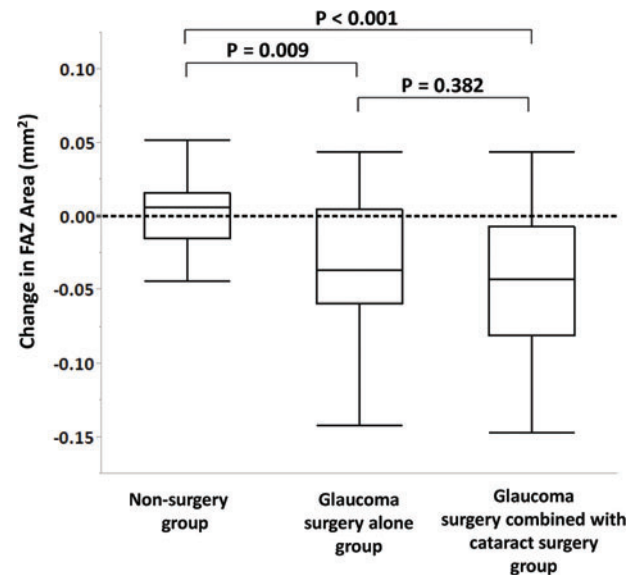 P < 0.001
P = 0.009
P = 0.382
Change in FAZ Area (mm²)
0.10
0.05
0.00
-0.05
-0.10
-0.15
Non-surgery
group
Glaucoma
surgery alone
group
Glaucoma
surgery combined with
cataract surgery
group